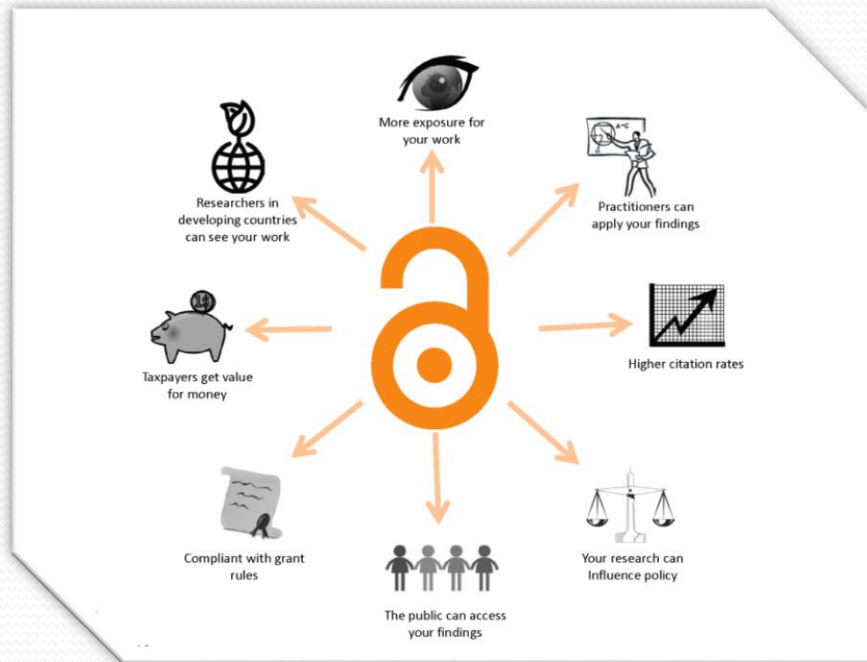 More exposure for
your work
Practitioners can
apply your findings
Higher citation rates
Your research can
Influence policy
The public can access
your findings
Compliant with grant
rules
Taxpayers get value
for money
Researchers in
developing countries
can see your work